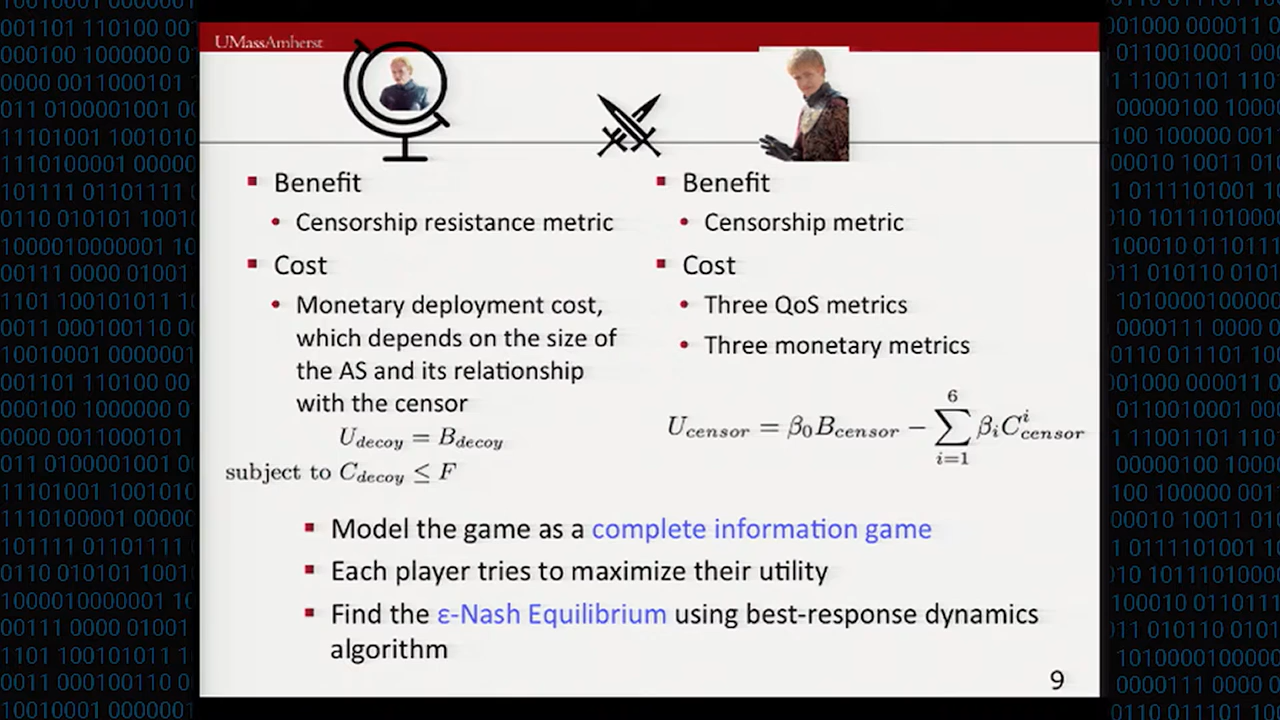 UMassAmherst
Benefit
Censorship resistance metric
Cost
Monetary deployment cost,
which depends on the size of
the AS and its relationship
with the censor
U_decoy = B_decoy
subject to C_decoy ≤ F
Benefit
Censorship metric
Cost
Three QoS metrics
Three monetary metrics
U_censor = β₀B_censor − ∑_{i=1}^{6} β_i C^i_censor
Model the game as a complete information game
Each player tries to maximize their utility
Find the ε-Nash Equilibrium using best-response dynamics
algorithm
9